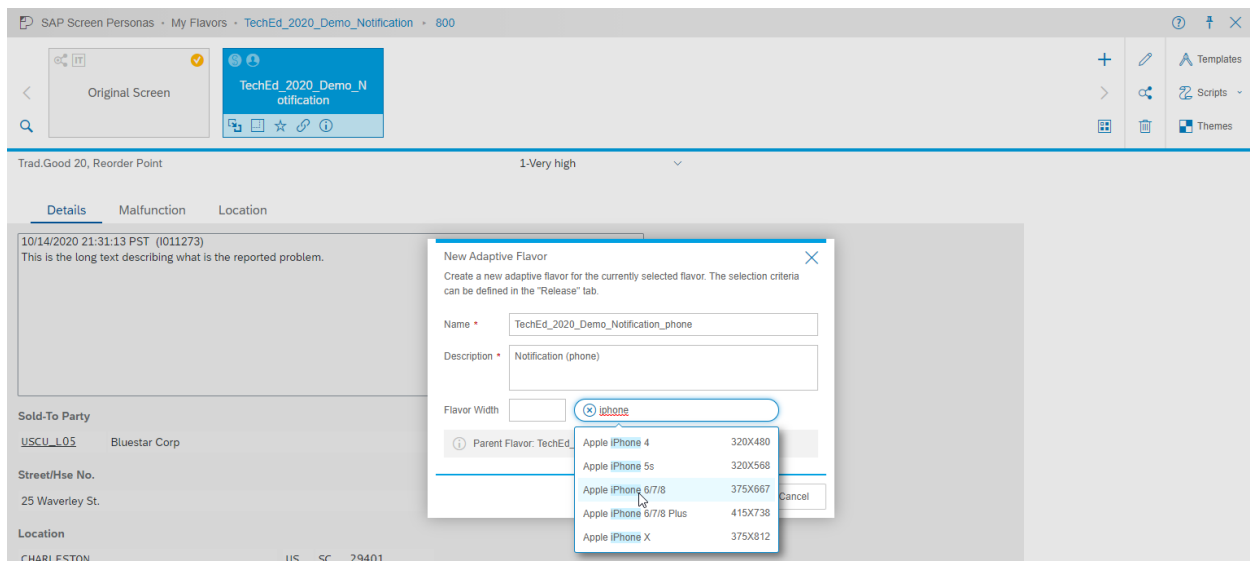 SAP Screen Personas • My Flavors • TechEd_2020_Demo_Notification • 800
IT
Original Screen
TechEd_2020_Demo_N
otification
Templates
Scripts
Themes
Trad.Good 20, Reorder Point
1-Very high
Details Malfunction Location
10/14/2020 21:31:13 PST (I011273)
This is the long text describing what is the reported problem.
Sold-To Party
USCU_L05 Bluestar Corp
Street/Hse No.
25 Waverley St.
Location
CHARLESTON US SC 29401
New Adaptive Flavor
Create a new adaptive flavor for the currently selected flavor. The selection criteria
can be defined in the "Release" tab.
Name * TechEd_2020_Demo_Notification_phone
Description * Notification (phone)
Flavor Width iphone
Parent Flavor: TechEd_
Apple iPhone 4 320X480
Apple iPhone 5s 320X568
Apple iPhone 6/7/8 375X667
Apple iPhone 6/7/8 Plus 415X738
Apple iPhone X 375X812
Cancel